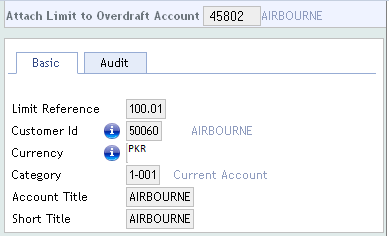 Attach Limit to Overdraft Account 45802 AIRBOURNE
Basic Audit
Limit Reference 100.01
Customer Id 50060 AIRBOURNE
Currency PKR
Category 1-001 Current Account
Account Title AIRBOURNE
Short Title AIRBOURNE